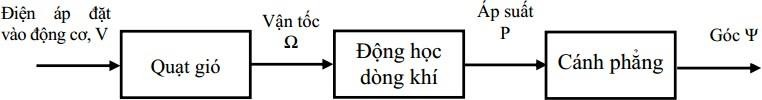 Điện áp đặt
vào động cơ, V
Quạt gió
Vận tốc
Ω
Động học
dòng khí
Áp suất
P
Cánh phẳng
Góc Ψ